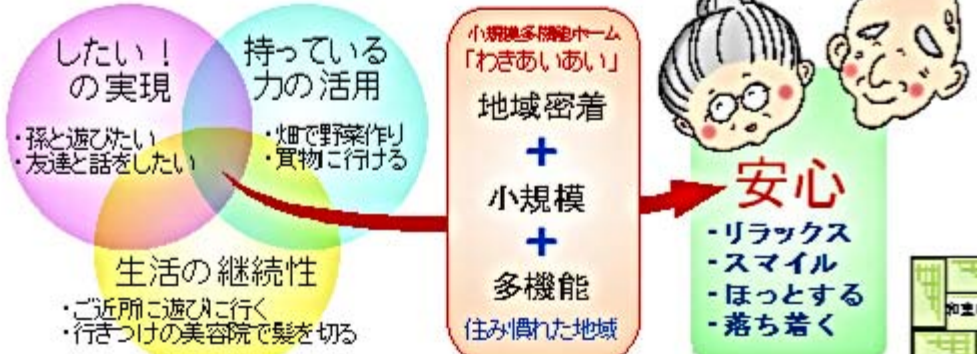 したい！
の実現
・孫と遊びたい
・友達と話をしたい
持っている
力の活用
・畑で野菜作り
・買物に行ける
生活の継続性
・ご近所に遊びに行く
・行きつけの美容院で髪を切る
小規模多機能ホーム
「わきあいあい」
地域密着
+
小規模
+
多機能
住み慣れた地域
安心
-リラックス
-スマイル
-ほっとする
-落ち着く